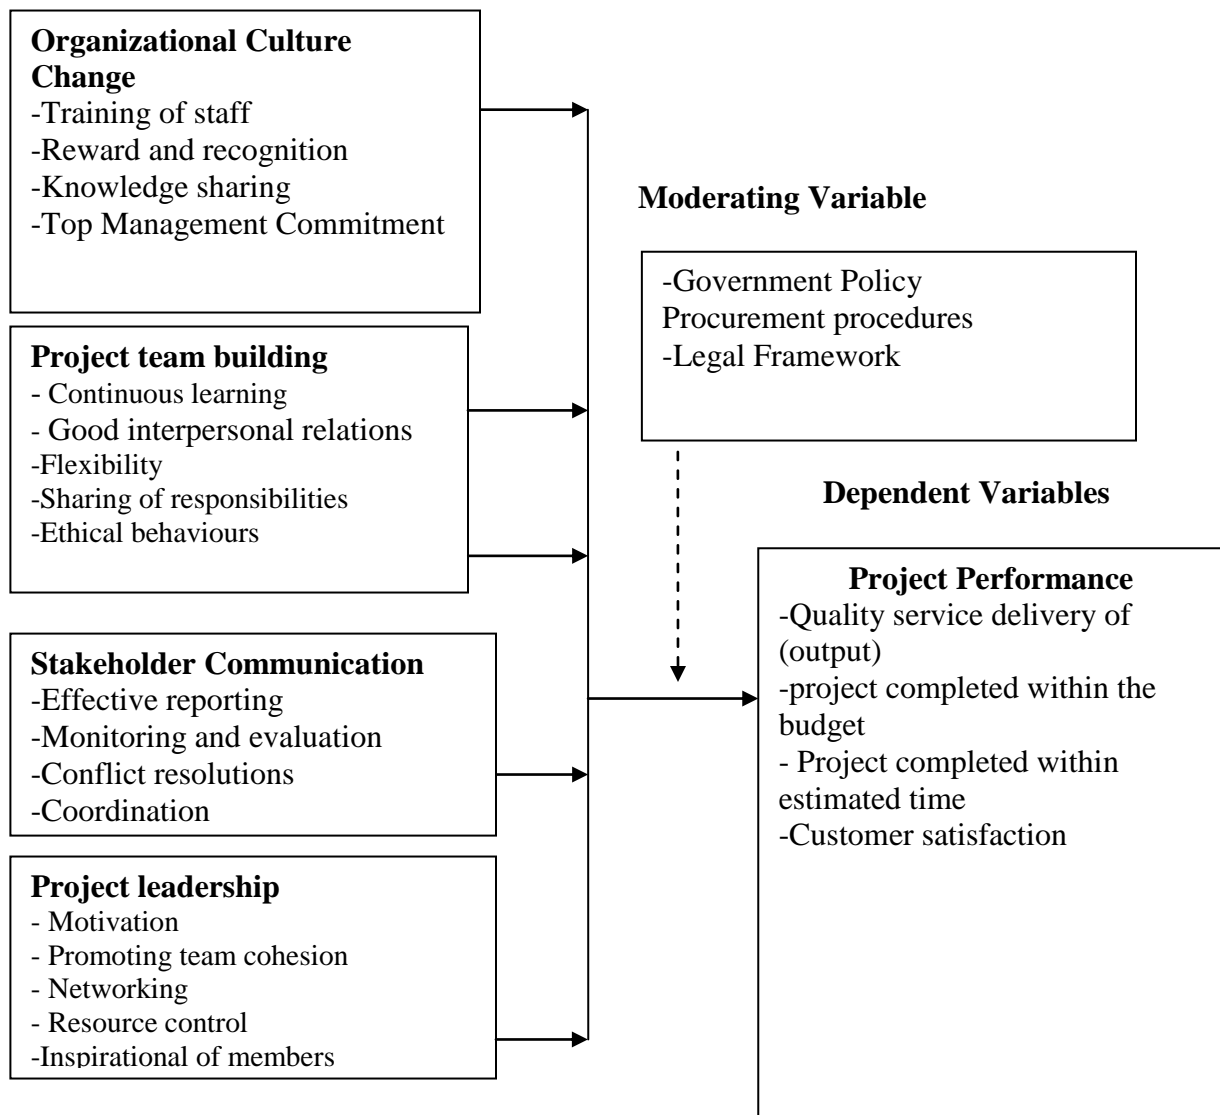 Organizational Culture
Change
-Training of staff
-Reward and recognition
-Knowledge sharing
-Top Management Commitment
Project team building
- Continuous learning
- Good interpersonal relations
-Flexibility
-Sharing of responsibilities
-Ethical behaviours
Stakeholder Communication
-Effective reporting
-Monitoring and evaluation
-Conflict resolutions
-Coordination
Project leadership
- Motivation
- Promoting team cohesion
- Networking
- Resource control
-Inspirational of members
Moderating Variable
-Government Policy
Procurement procedures
-Legal Framework
Dependent Variables
Project Performance
-Quality service delivery of
(output)
-project completed within the
budget
- Project completed within
estimated time
-Customer satisfaction